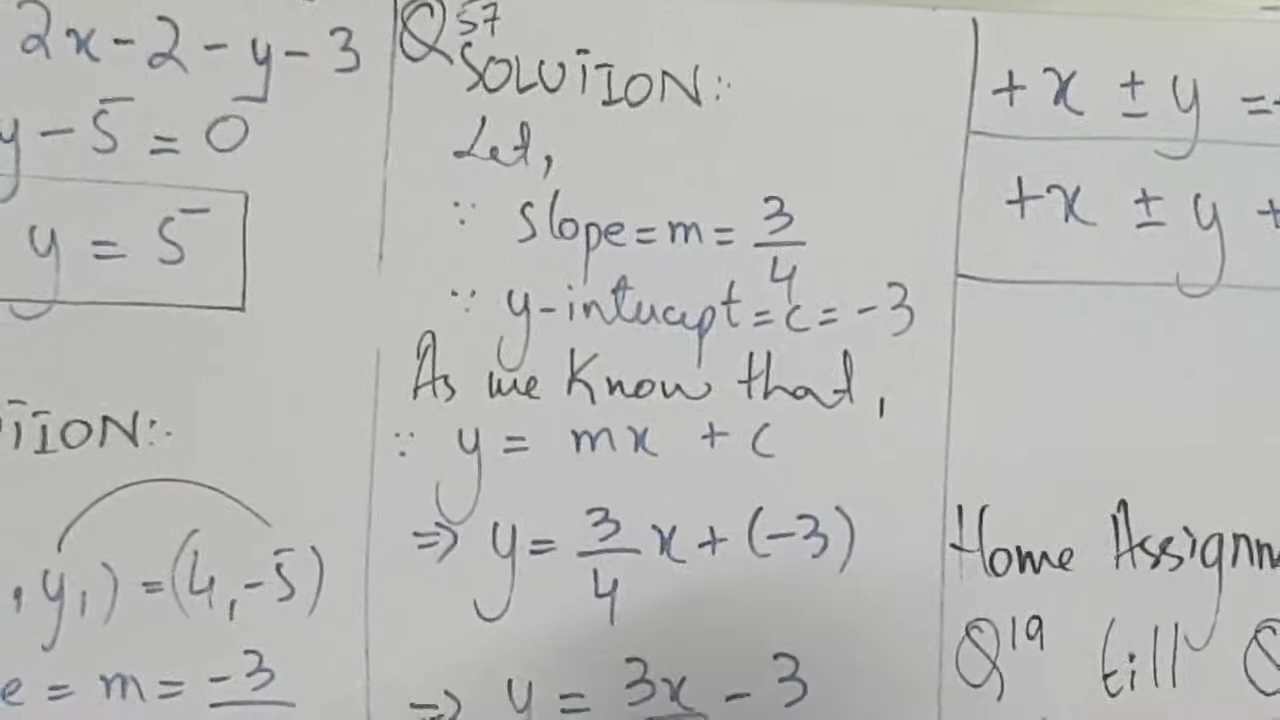 2x - 2 - y - 3
y - 5 = 0
y = 5
TION:-
, y₁) = (4, -5)
e = m = -3
Q57
SOLUTION:-
Let,
∵ slope = m = 3/4
∵ y-intercept = c = -3
As we know that,
∵ y = mx + c
⇒ y = 3/4 x + (-3)
⇒ y = 3x - 3
+x ± y =
+x ± y +
Home Assignm
Q19 till Q